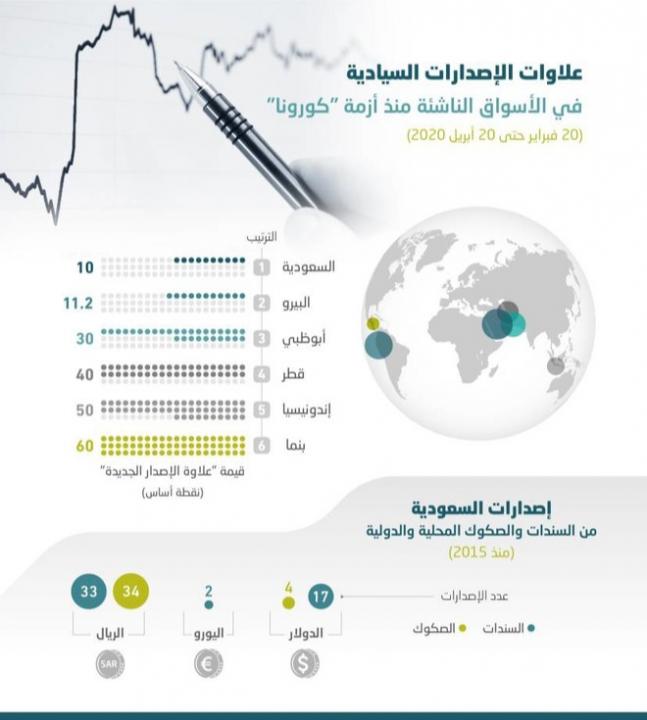 علاوات الإصدارات السيادية
في الأسواق الناشئة منذ أزمة "كورونا"
(20 فبراير حتى 20 أبريل 2020)
الترتيب
السعودية 1 10
البيرو 2 11.2
أبوظبي 3 30
قطر 4 40
إندونيسيا 5 50
بنما 6 60
قيمة "علاوة الإصدار الجديدة"
(نقطة أساس)
إصدارات السعودية
من السندات والصكوك المحلية والدولية
(منذ 2015)
عدد الإصدارات 17 4 2 34 33
السندات الصكوك
الدولار اليورو الريال
$ € SAR